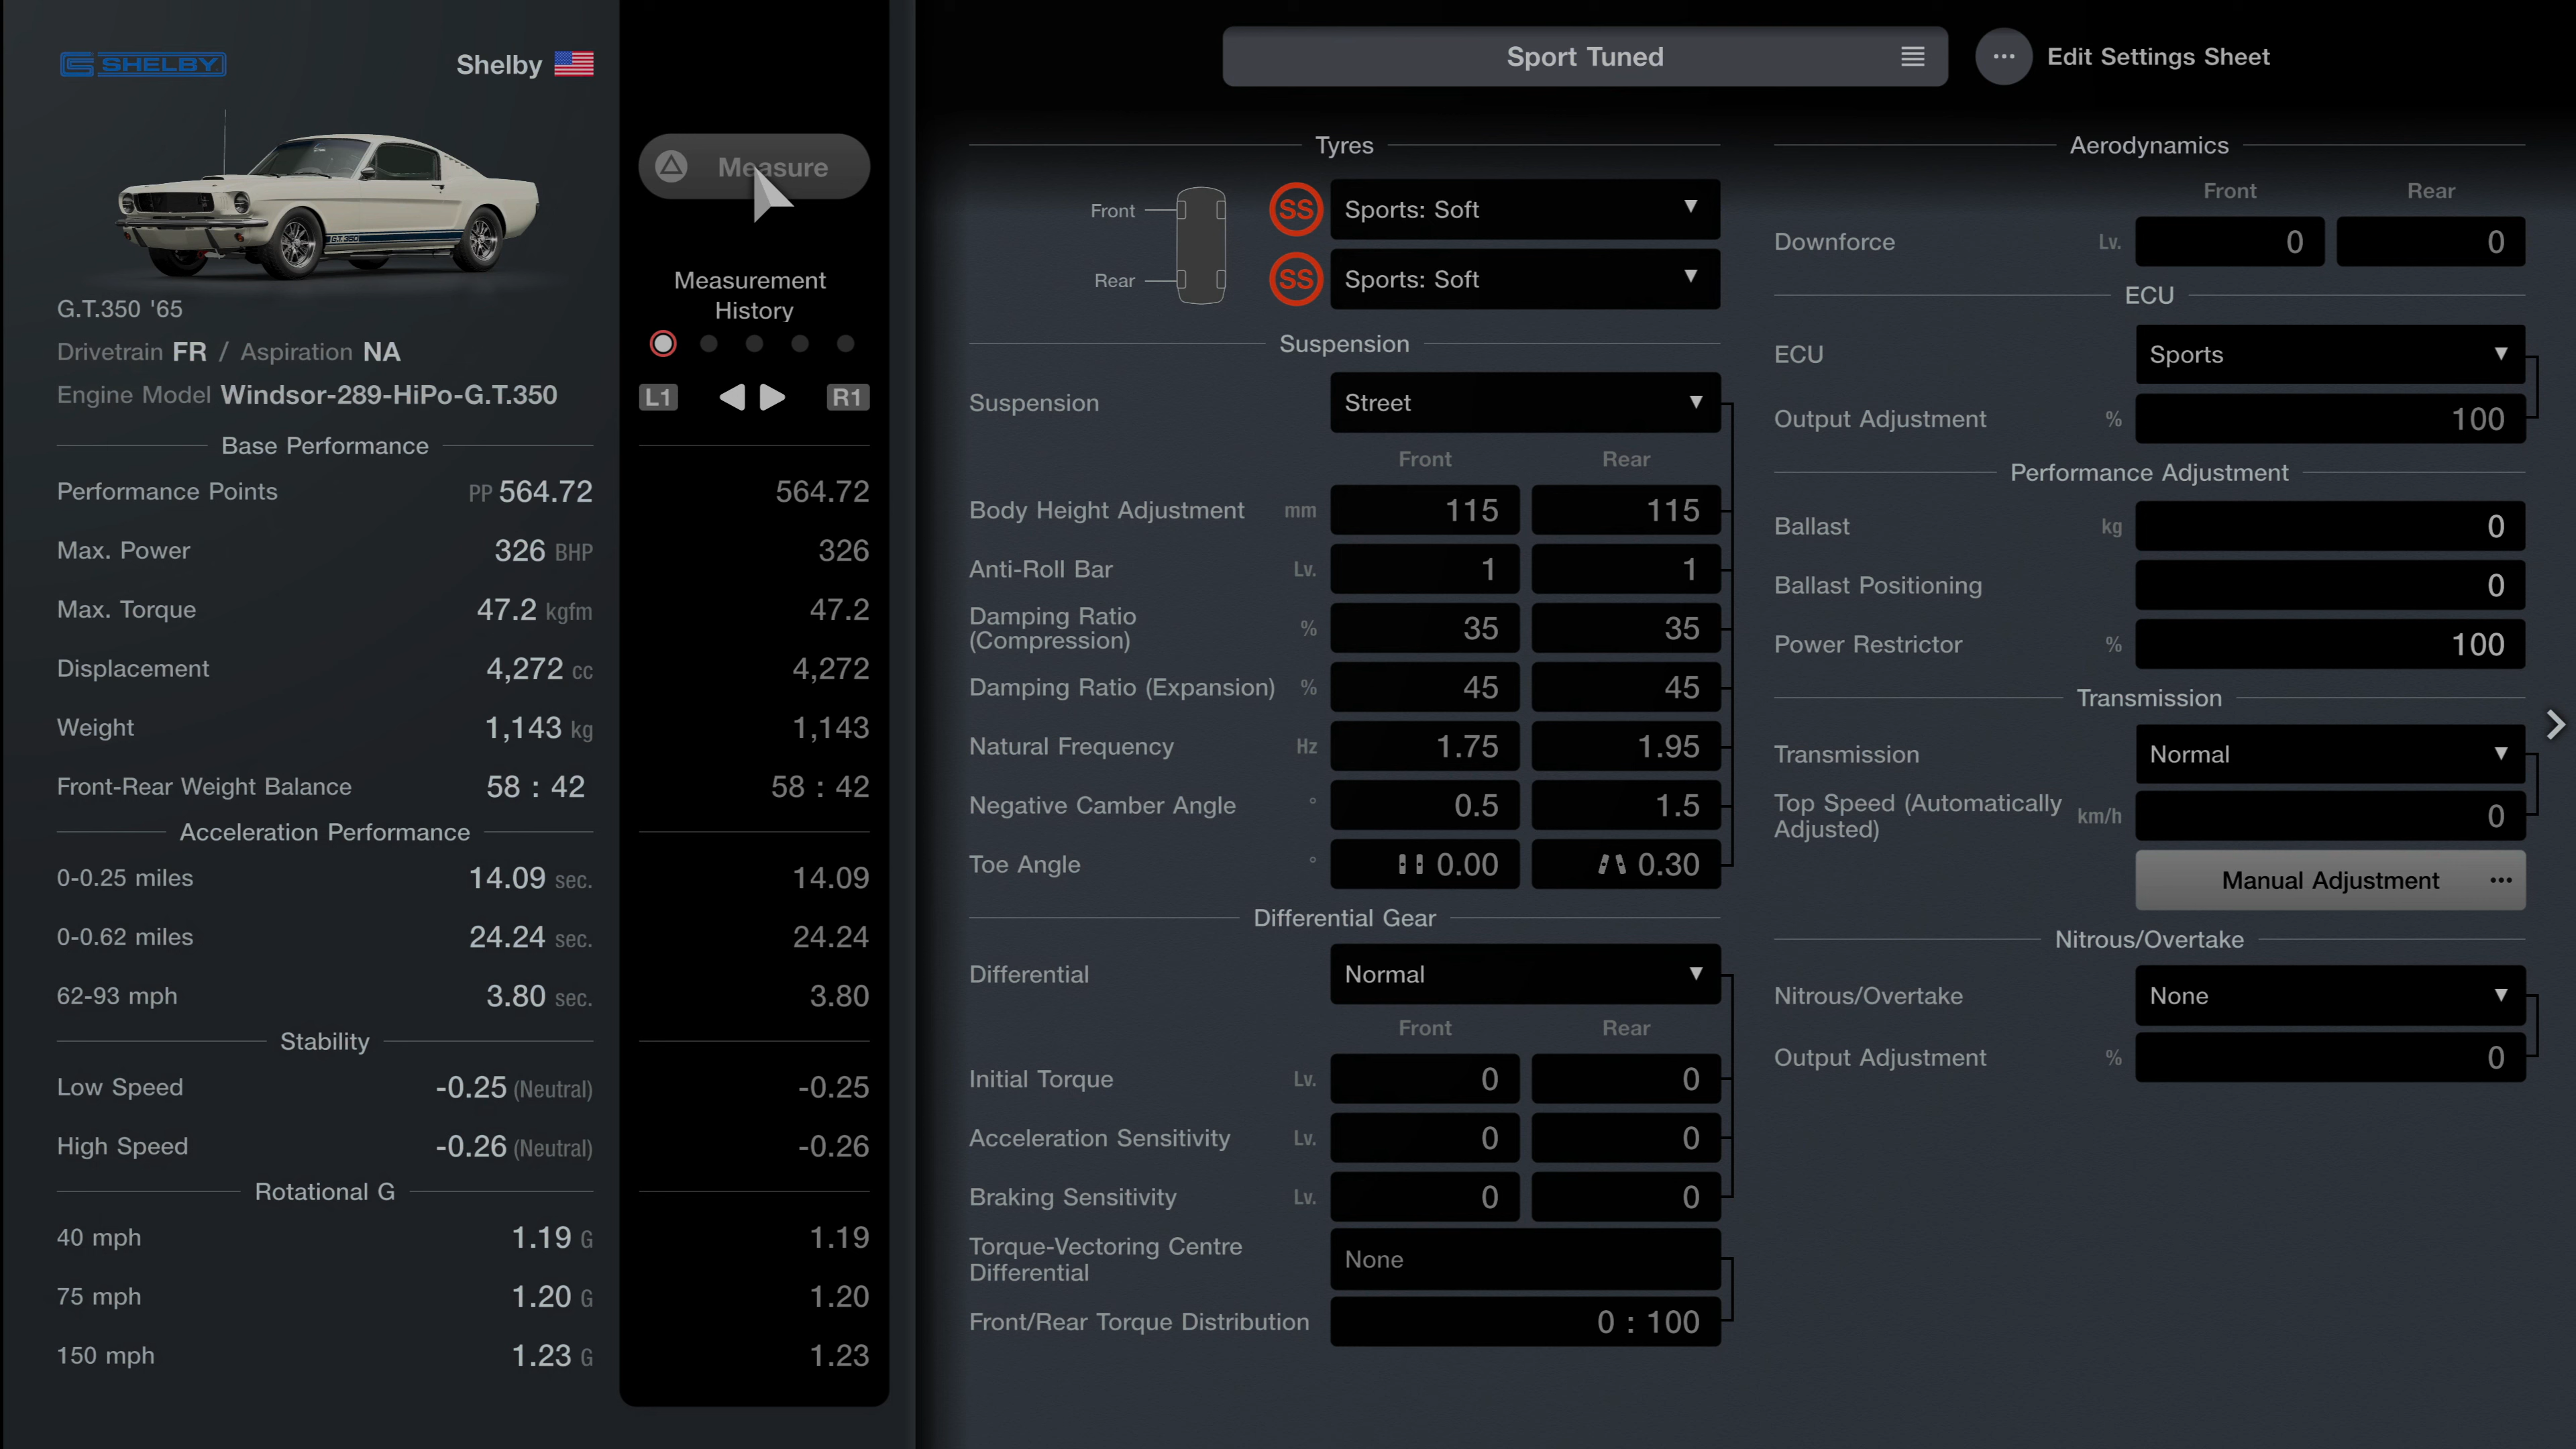 SHELBY
Shelby
G.T.350
G.T.350 '65
Drivetrain FR / Aspiration NA
Engine Model Windsor-289-HiPo-G.T.350
Base Performance
Performance Points PP 564.72
Max. Power 326 BHP
Max. Torque 47.2 kgfm
Displacement 4,272 cc
Weight 1,143 kg
Front-Rear Weight Balance 58 : 42
Acceleration Performance
0-0.25 miles 14.09 sec.
0-0.62 miles 24.24 sec.
62-93 mph 3.80 sec.
Stability
Low Speed -0.25 (Neutral)
High Speed -0.26 (Neutral)
Rotational G
40 mph 1.19 G
75 mph 1.20 G
150 mph 1.23 G
Measure
Measurement
History
L1 R1
564.72
326
47.2
4,272
1,143
58 : 42
14.09
24.24
3.80
-0.25
-0.26
1.19
1.20
1.23
Sport Tuned
Edit Settings Sheet
Tyres
Front SS Sports: Soft
Rear SS Sports: Soft
Suspension
Suspension Street
Front Rear
Body Height Adjustment mm 115 115
Anti-Roll Bar Lv. 1 1
Damping Ratio
(Compression) % 35 35
Damping Ratio (Expansion) % 45 45
Natural Frequency Hz 1.75 1.95
Negative Camber Angle ° 0.5 1.5
Toe Angle ° 0.00 0.30
Differential Gear
Differential Normal
Front Rear
Initial Torque Lv. 0 0
Acceleration Sensitivity Lv. 0 0
Braking Sensitivity Lv. 0 0
Torque-Vectoring Centre
Differential None
Front/Rear Torque Distribution 0 : 100
Aerodynamics
Front Rear
Downforce Lv. 0 0
ECU
ECU Sports
Output Adjustment % 100
Performance Adjustment
Ballast kg 0
Ballast Positioning 0
Power Restrictor % 100
Transmission
Transmission Normal
Top Speed (Automatically
Adjusted) km/h 0
Manual Adjustment
Nitrous/Overtake
Nitrous/Overtake None
Output Adjustment % 0